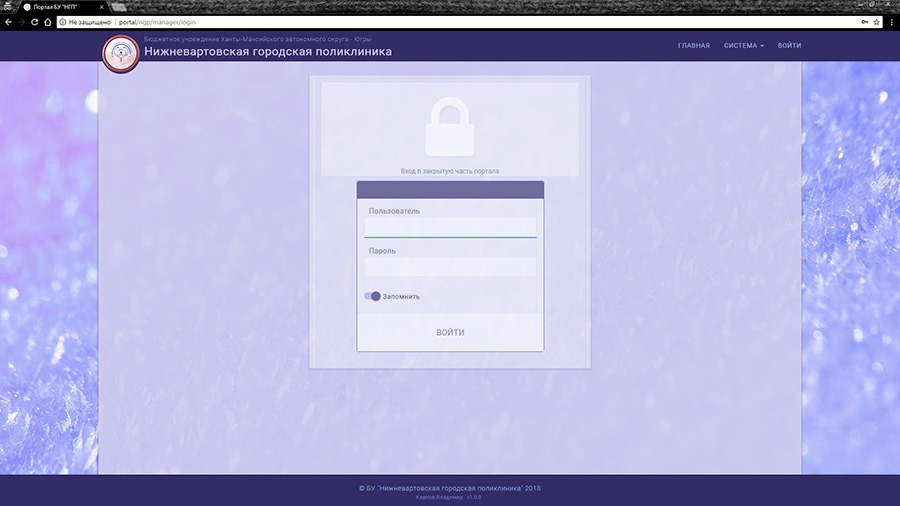 Портал БУ "НГП"
Не защищено | portal/ngp/manager/login
Бюджетное учреждение Ханты-Мансийского автономного округа - Югры
Нижневартовская городская поликлиника
ГЛАВНАЯ СИСТЕМА ВОЙТИ
Вход в закрытую часть портала
Пользователь
Пароль
Запомнить
ВОЙТИ
© БУ "Нижневартовская городская поликлиника" 2018
Карпов Владимир v1.0.0